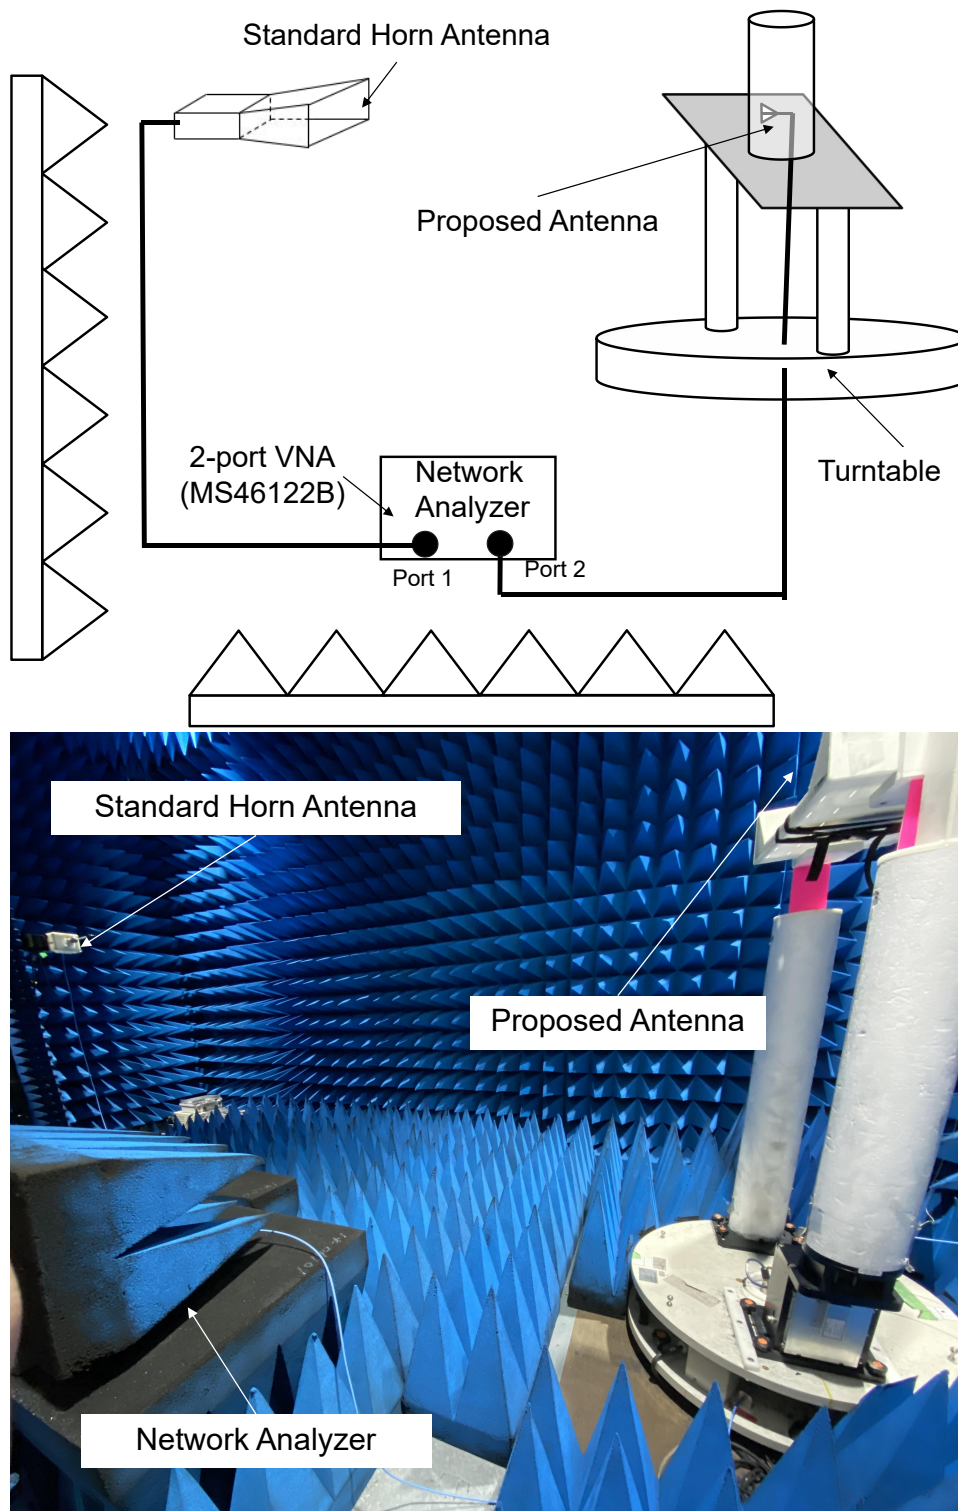 Standard Horn Antenna
Proposed Antenna
2-port VNA
(MS46122B)
Network
Analyzer
Turntable
Port 1
Port 2
Standard Horn Antenna
Proposed Antenna
Network Analyzer